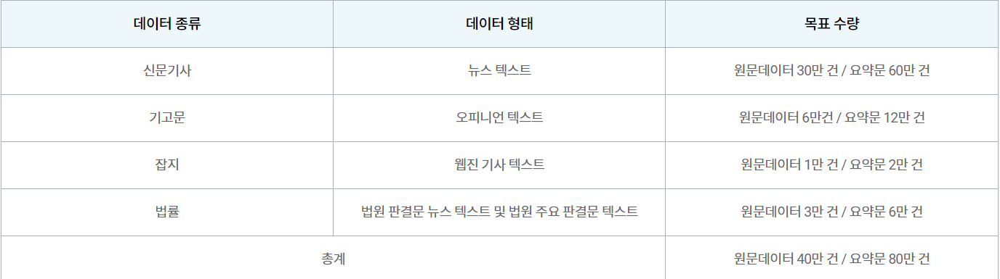 데이터 종류 데이터 형태 목표 수량
신문기사 뉴스 텍스트 원문데이터 30만 건 / 요약문 60만 건
기고문 오피니언 텍스트 원문데이터 6만건 / 요약문 12만 건
잡지 웹진 기사 텍스트 원문데이터 1만 건 / 요약문 2만 건
법률 법원 판결문 뉴스 텍스트 및 법원 주요 판결문 텍스트 원문데이터 3만 건 / 요약문 6만 건
총계 원문데이터 40만 건 / 요약문 80만 건